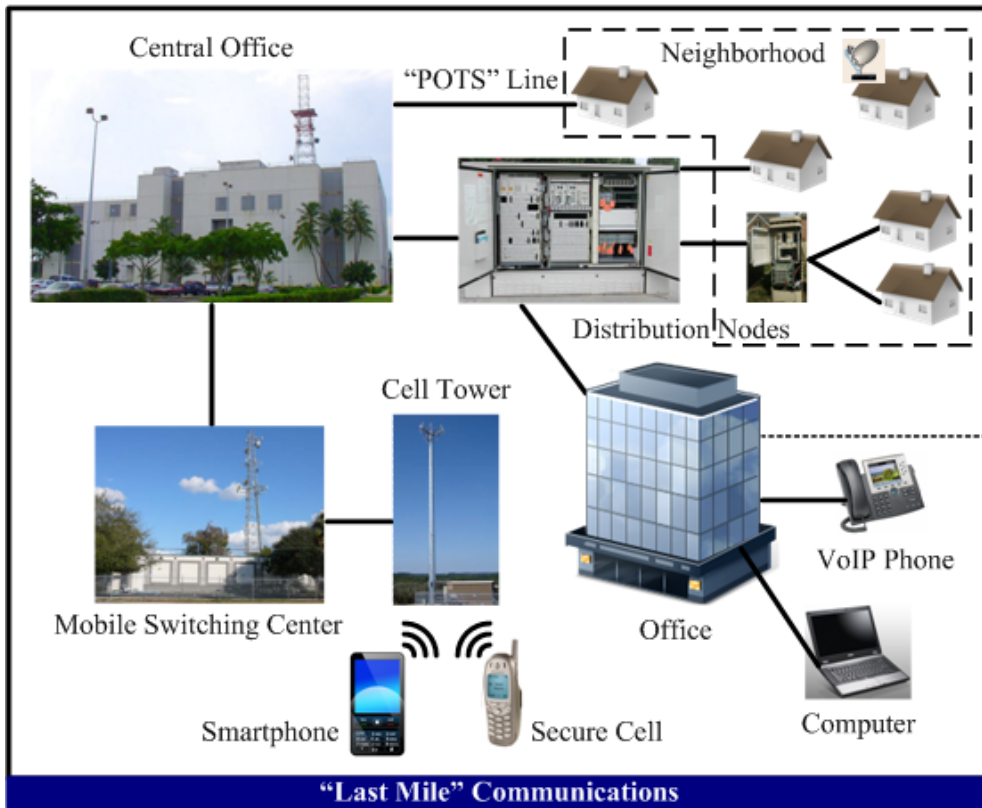 Central Office
Neighborhood
“POTS” Line
Distribution Nodes
Cell Tower
Mobile Switching Center
Office
VoIP Phone
Computer
Smartphone
Secure Cell
“Last Mile” Communications